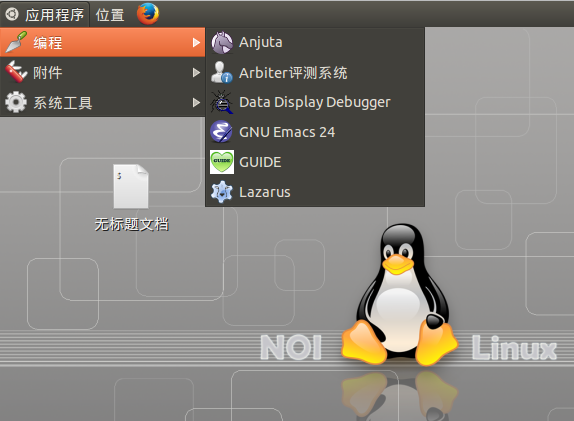 应用程序 位置
编程
附件
系统工具
Anjuta
Arbiter评测系统
Data Display Debugger
GNU Emacs 24
GUIDE
GUIDE
Lazarus
$
无标题文档
NOI Linux